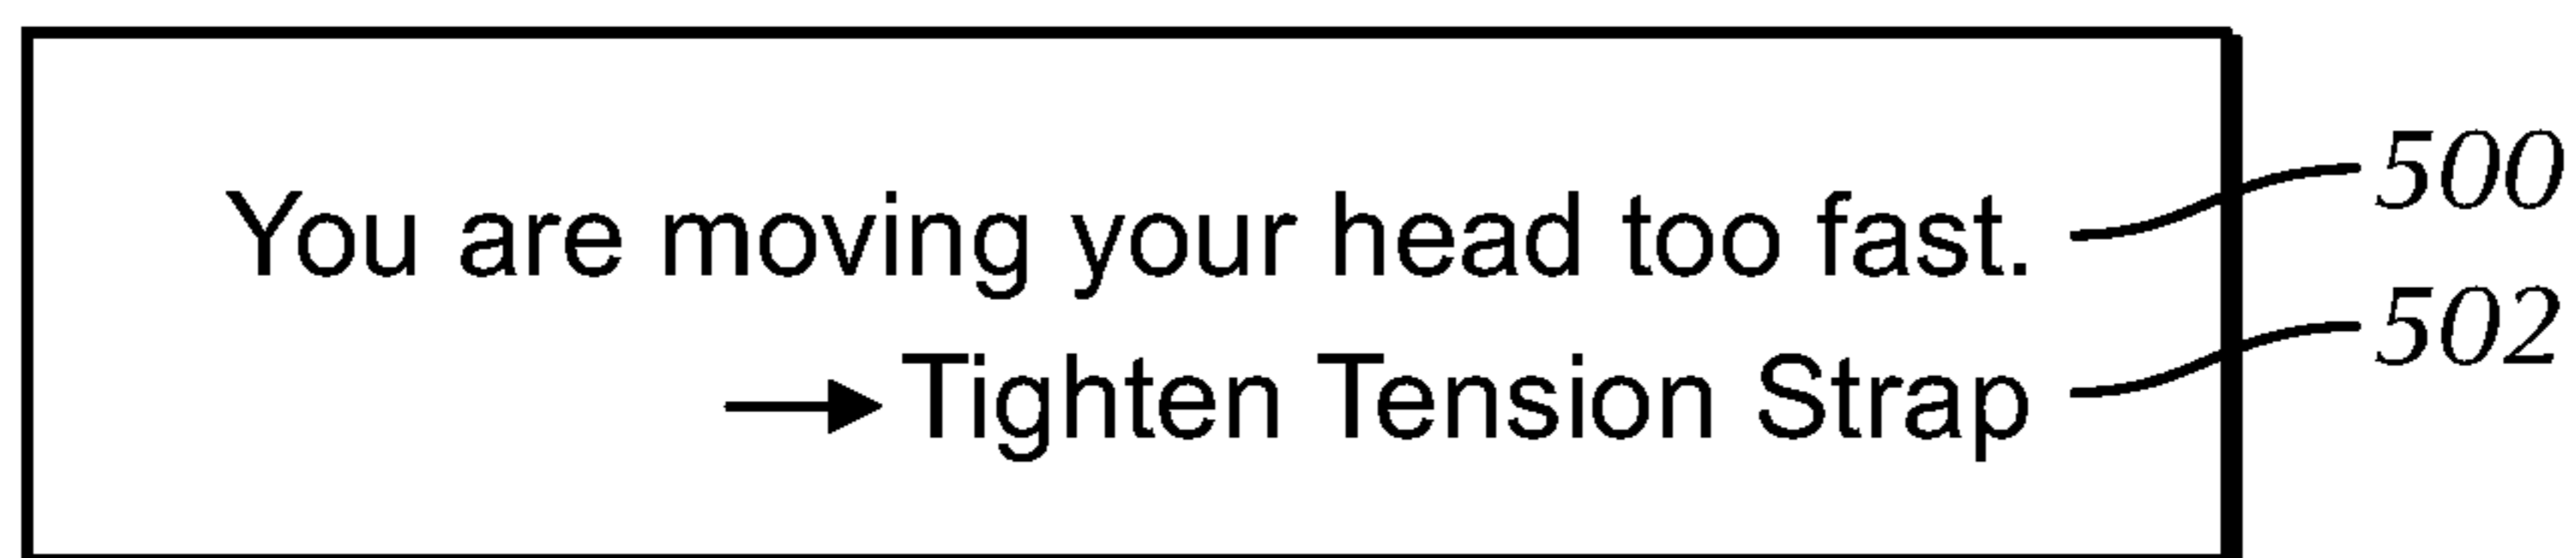 You are moving your head too fast. 500
→ Tighten Tension Strap 502